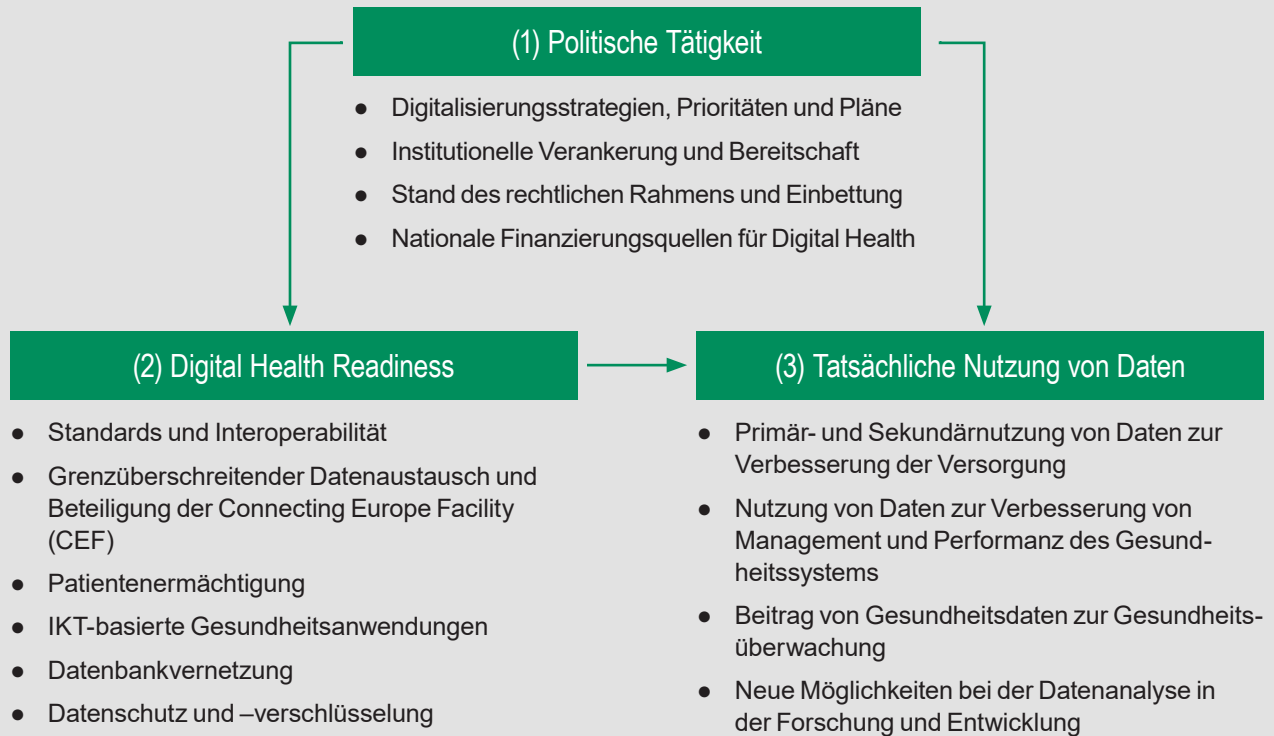 (1) Politische Tätigkeit
● Digitalisierungsstrategien, Prioritäten und Pläne
● Institutionelle Verankerung und Bereitschaft
● Stand des rechtlichen Rahmens und Einbettung
● Nationale Finanzierungsquellen für Digital Health
(2) Digital Health Readiness
● Standards und Interoperabilität
● Grenzüberschreitender Datenaustausch und
Beteiligung der Connecting Europe Facility
(CEF)
● Patientenermächtigung
● IKT-basierte Gesundheitsanwendungen
● Datenbankvernetzung
● Datenschutz und –verschlüsselung
(3) Tatsächliche Nutzung von Daten
● Primär- und Sekundärnutzung von Daten zur
Verbesserung der Versorgung
● Nutzung von Daten zur Verbesserung von
Management und Performanz des Gesund-
heitssystems
● Beitrag von Gesundheitsdaten zur Gesundheits-
überwachung
● Neue Möglichkeiten bei der Datenanalyse in
der Forschung und Entwicklung